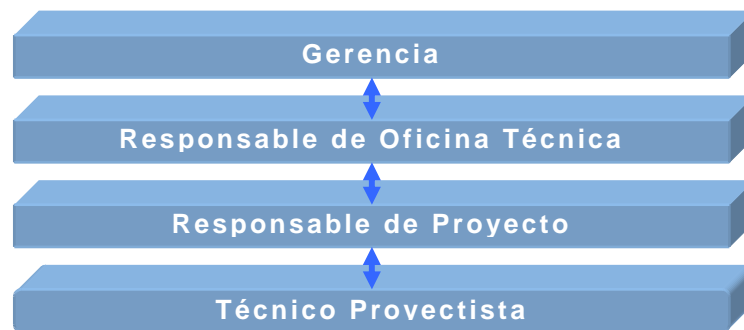 Gerencia
Responsable de Oficina Técnica
Responsable de Proyecto
Técnico Proyectista